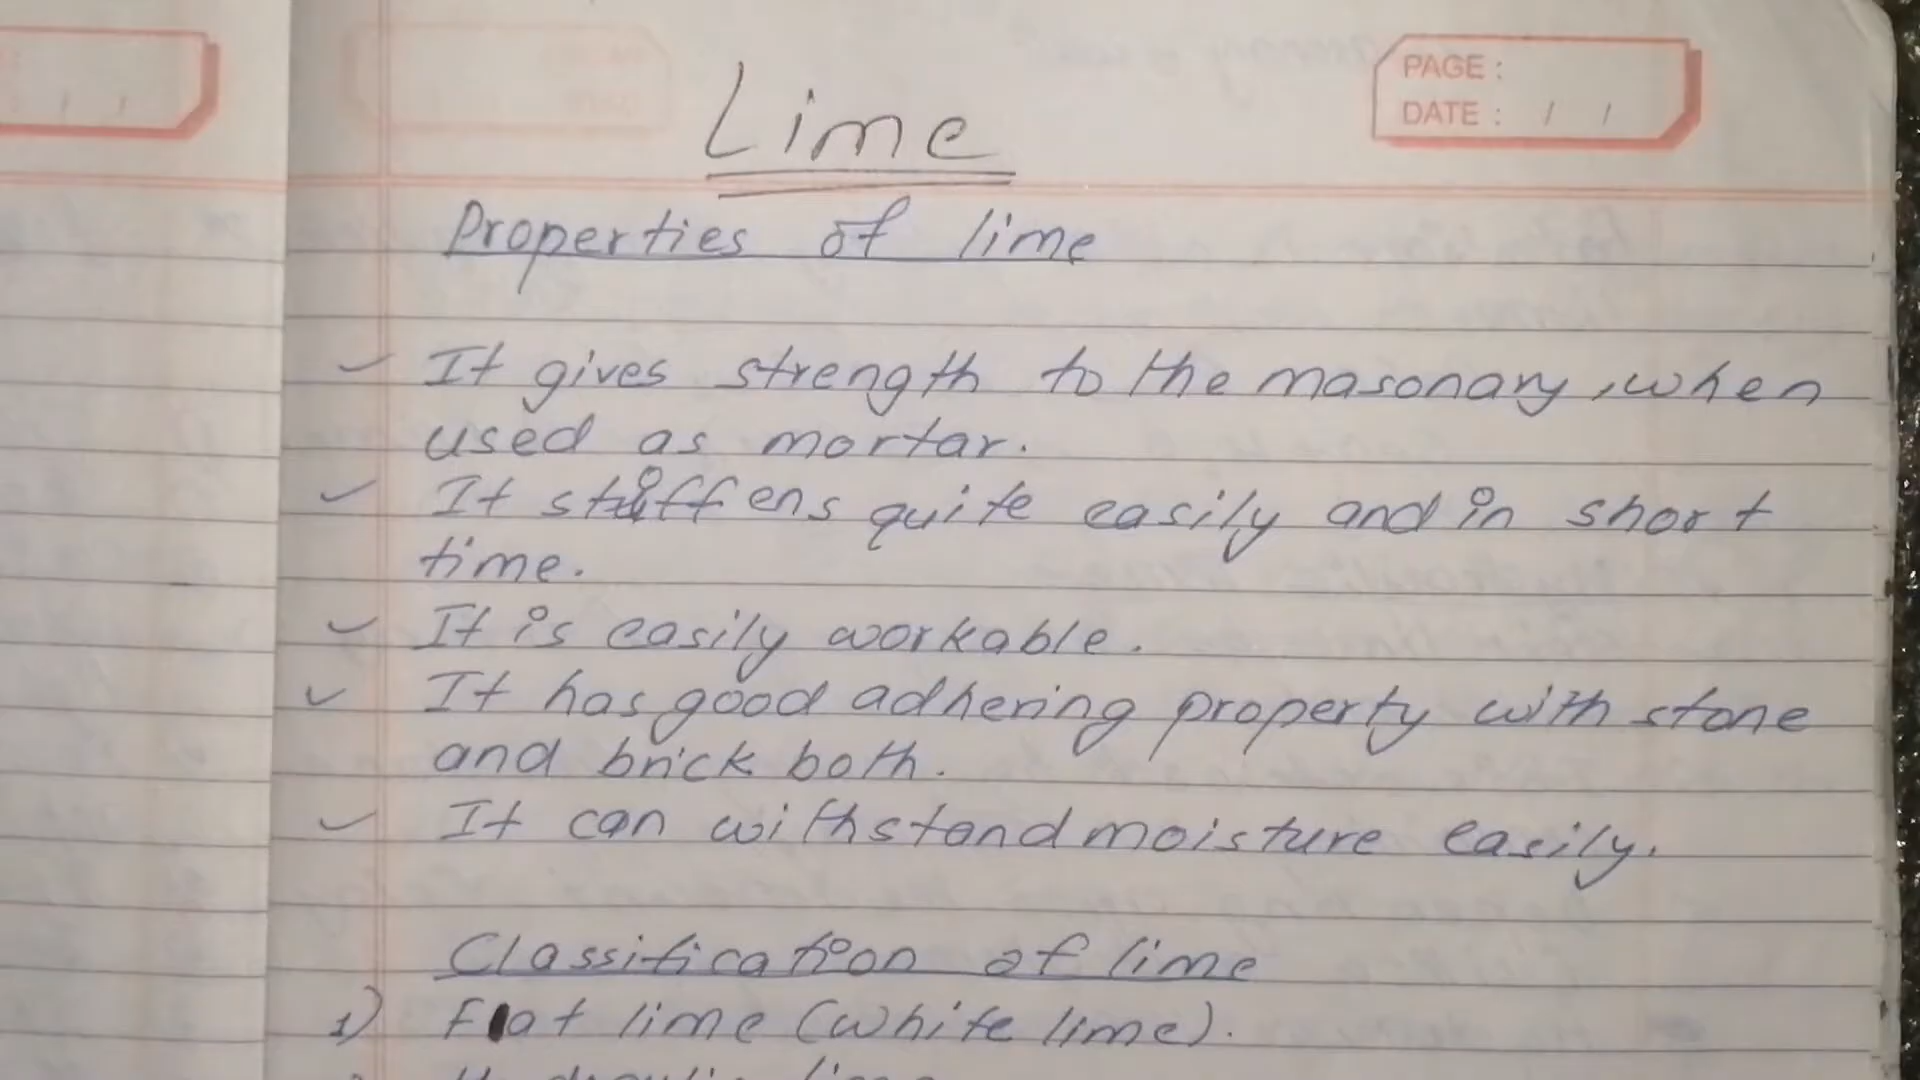 PAGE :
DATE : / /
Lime
Properties of lime
It gives strength to the masonary, when
used as mortar.
It stiffens quite easily and in short
time.
It is easily workable.
It has good adhering property with stone
and brick both.
It can withstand moisture easily.
Classification of lime
1) Fat lime (white lime).